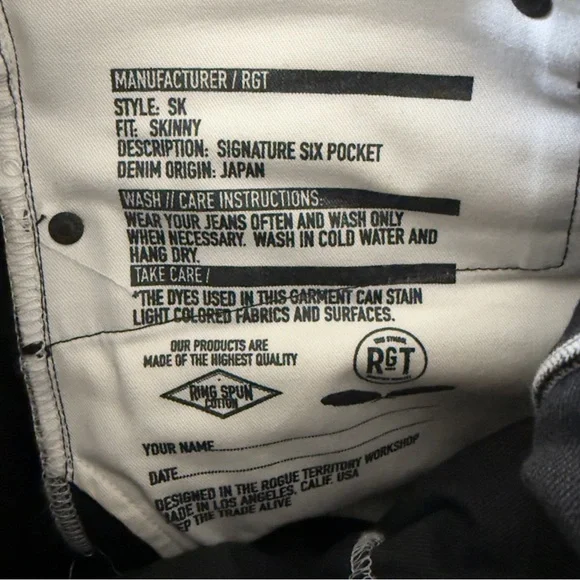 MANUFACTURER / RGT
STYLE: SK
FIT: SKINNY
DESCRIPTION: SIGNATURE SIX POCKET
DENIM ORIGIN: JAPAN
WASH // CARE INSTRUCTIONS:
WEAR YOUR JEANS OFTEN AND WASH ONLY
WHEN NECESSARY. WASH IN COLD WATER AND
HANG DRY.
TAKE CARE /
*THE DYES USED IN THIS GARMENT CAN STAIN
LIGHT COLORED FABRICS AND SURFACES.
OUR PRODUCTS ARE
MADE OF THE HIGHEST QUALITY
RING SPUN
COTTON
THIS SYMBOL
RGT
YOUR NAME
DATE
DESIGNED IN THE ROGUE TERRITORY WORKSHOP
MADE IN LOS ANGELES, CALIF. USA
KEEP THE TRADE ALIVE